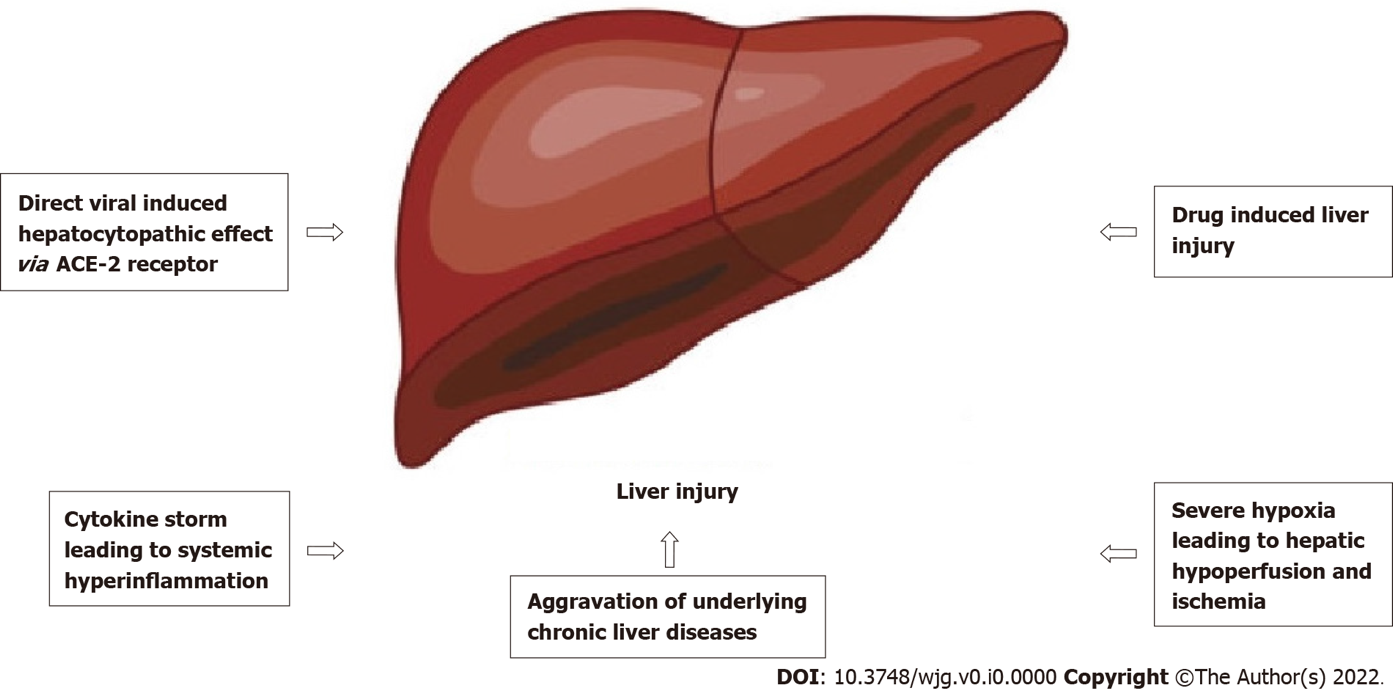 Direct viral induced
hepatocytopathic effect
via ACE-2 receptor
Drug induced liver
injury
Cytokine storm
leading to systemic
hyperinflammation
Liver injury
Aggravation of underlying
chronic liver diseases
Severe hypoxia
leading to hepatic
hypoperfusion and
ischemia
DOI: 10.3748/wjg.v0.i0.0000 Copyright ©The Author(s) 2022.